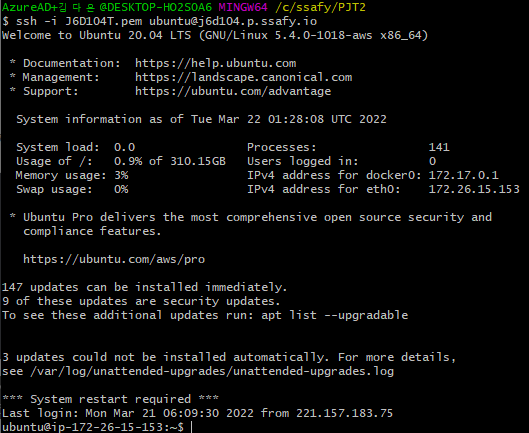 AzureAD+김다은@DESKTOP-HO2SOA6 MINGW64 /c/ssafy/PJT2
$ ssh -i J6D104T.pem ubuntu@j6d104.p.ssafy.io
Welcome to Ubuntu 20.04 LTS (GNU/Linux 5.4.0-1018-aws x86_64)

 * Documentation:  https://help.ubuntu.com
 * Management:     https://landscape.canonical.com
 * Support:        https://ubuntu.com/advantage

  System information as of Tue Mar 22 01:28:08 UTC 2022

  System load:  0.0                Processes:                141
  Usage of /:   0.9% of 310.15GB   Users logged in:          0
  Memory usage: 3%                 IPv4 address for docker0: 172.17.0.1
  Swap usage:   0%                 IPv4 address for eth0:    172.26.15.153

 * Ubuntu Pro delivers the most comprehensive open source security and
   compliance features.

   https://ubuntu.com/aws/pro

147 updates can be installed immediately.
9 of these updates are security updates.
To see these additional updates run: apt list --upgradable

3 updates could not be installed automatically. For more details,
see /var/log/unattended-upgrades/unattended-upgrades.log

*** System restart required ***
Last login: Mon Mar 21 06:09:30 2022 from 221.157.183.75
ubuntu@ip-172-26-15-153:~$